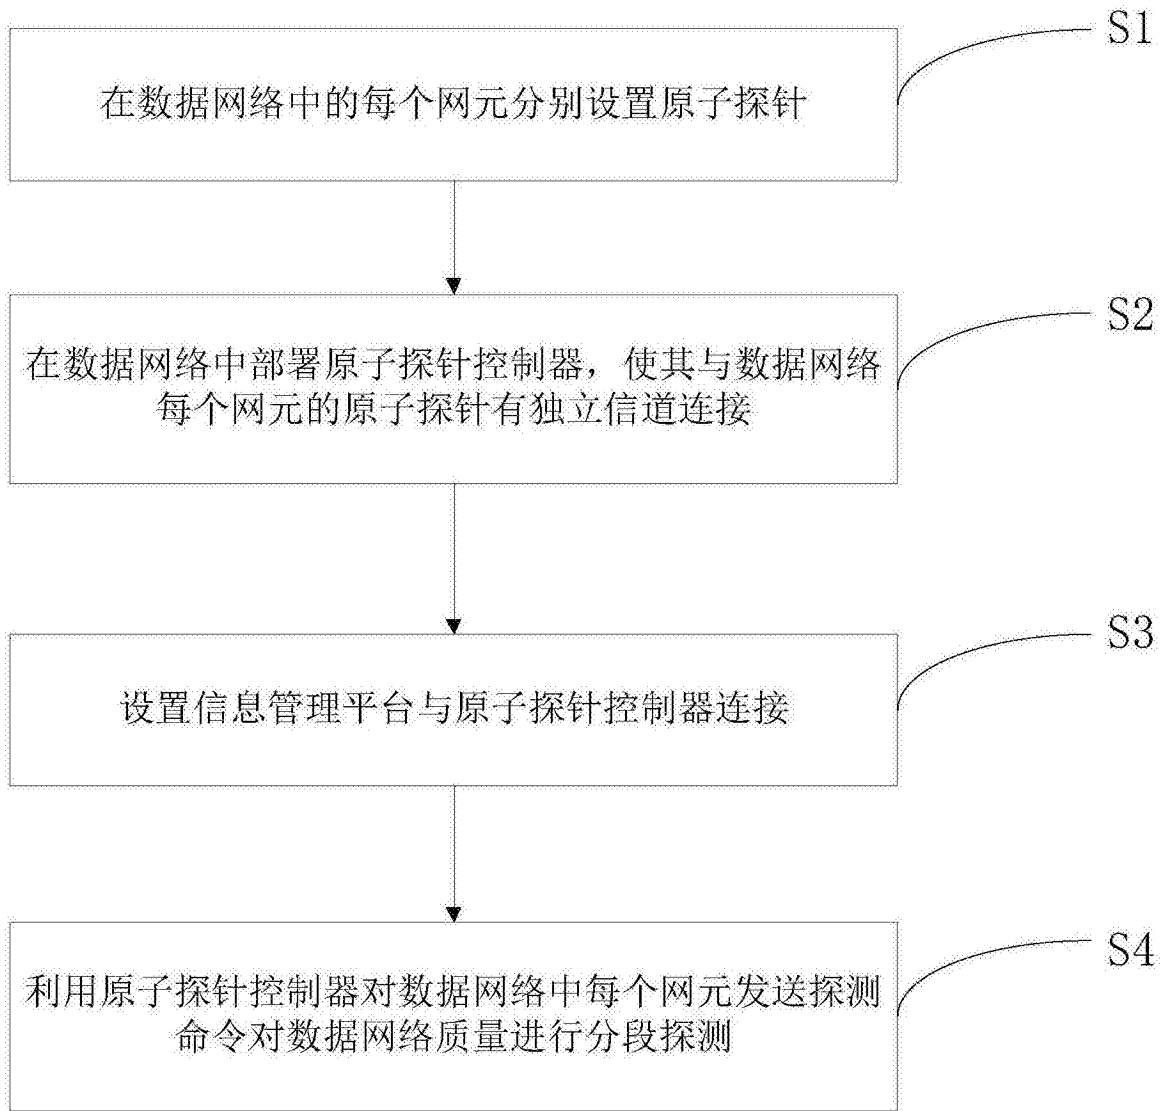 S1
在数据网络中的每个网元分别设置原子探针
S2
在数据网络中部署原子探针控制器，使其与数据网络
每个网元的原子探针有独立信道连接
S3
设置信息管理平台与原子探针控制器连接
S4
利用原子探针控制器对数据网络中每个网元发送探测
命令对数据网络质量进行分段探测